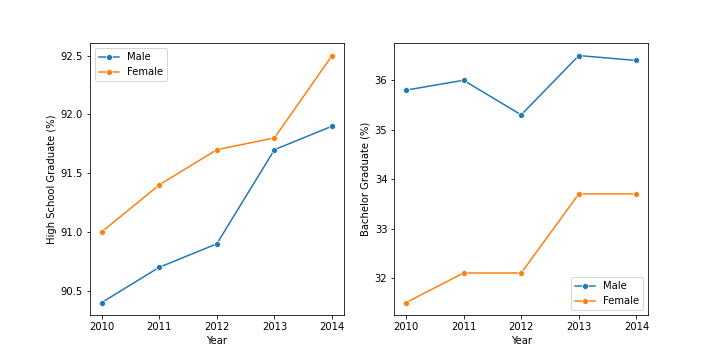 High School Graduate (%)
92.5
92.0
91.5
91.0
90.5
Male
Female
2010 2011 2012 2013 2014
Year
Bachelor Graduate (%)
36
35
34
33
32
Male
Female
2010 2011 2012 2013 2014
Year